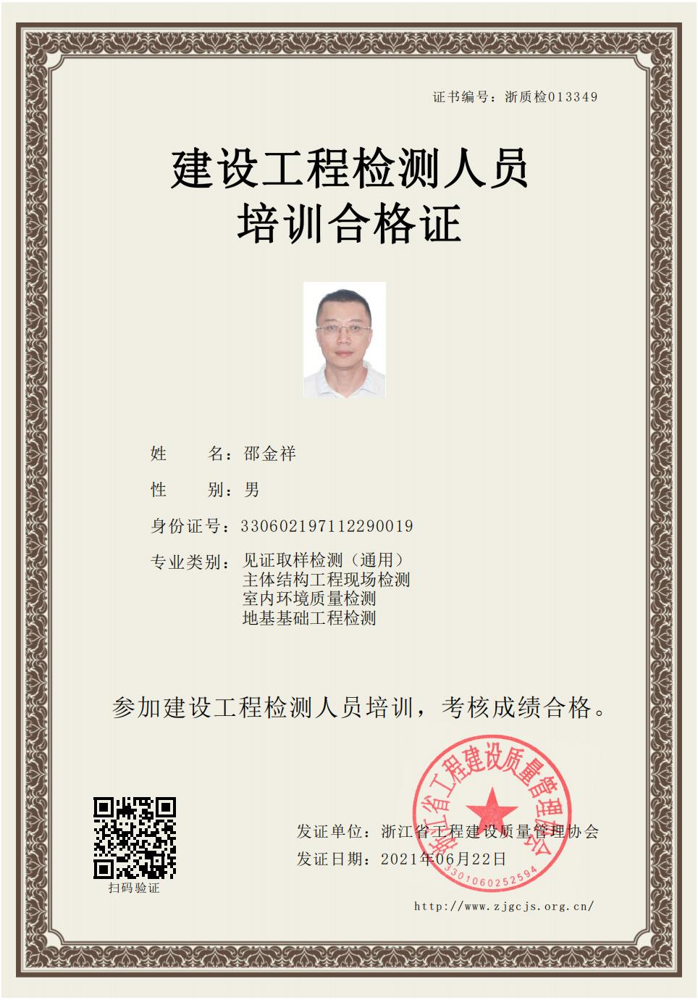 证书编号：浙质检013349
建设工程检测人员
培训合格证
姓　　名：邵金祥
性　　别：男
身份证号：330602197112290019
专业类别：见证取样检测（通用）
主体结构工程现场检测
室内环境质量检测
地基基础工程检测
参加建设工程检测人员培训，考核成绩合格。
浙江省工程建设质量管理协会
发证单位：浙江省工程建设质量管理协会
发证日期：2021年06月22日
3301060252594
扫码验证
http://www.zjgcjs.org.cn/